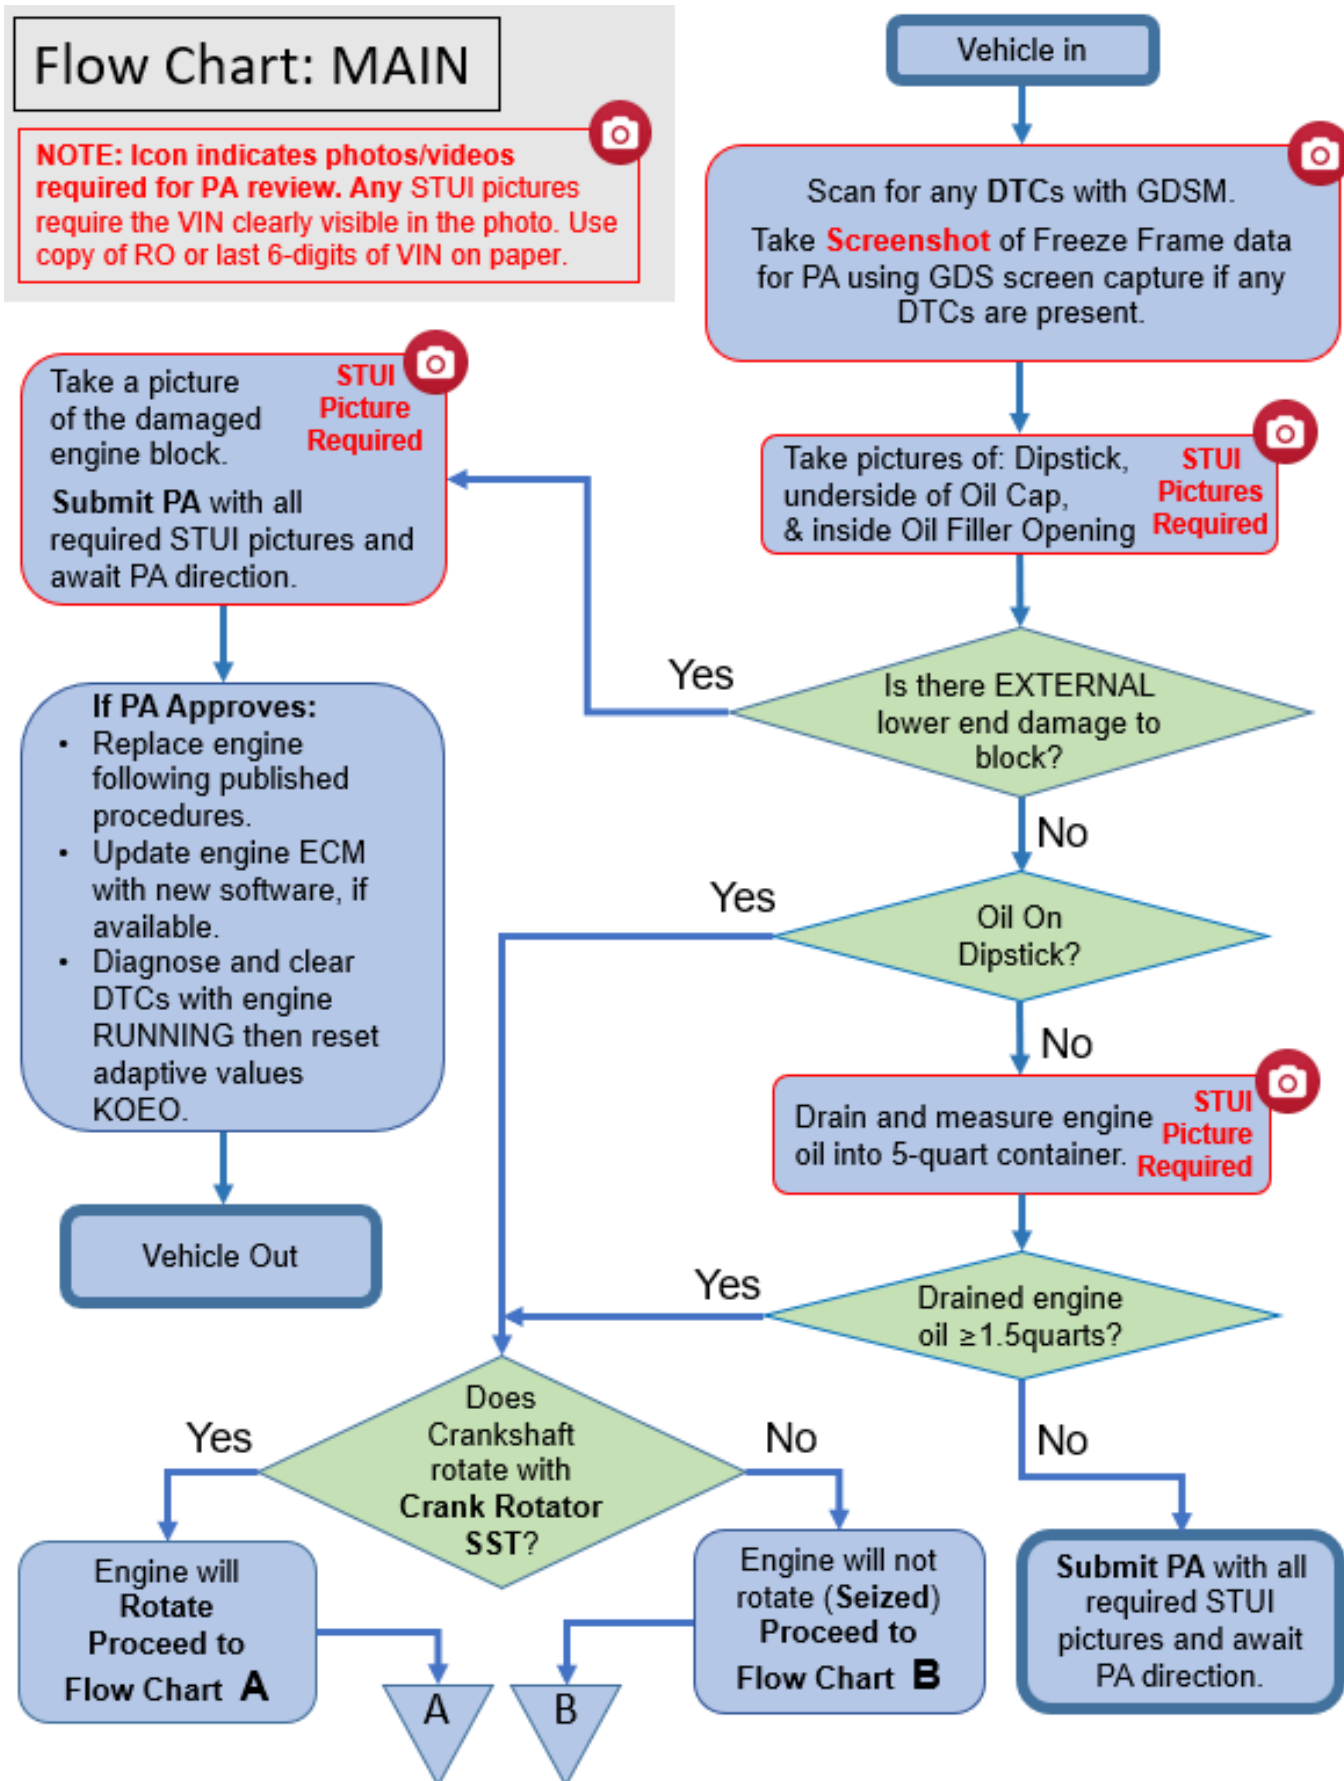 Flow Chart: MAIN
NOTE: Icon indicates photos/videos
required for PA review. Any STUI pictures
require the VIN clearly visible in the photo. Use
copy of RO or last 6-digits of VIN on paper.
Vehicle in
Scan for any DTCs with GDSM.
Take Screenshot of Freeze Frame data
for PA using GDS screen capture if any
DTCs are present.
Take pictures of: Dipstick,
underside of Oil Cap,
& inside Oil Filler Opening
STUI
Pictures
Required
Is there EXTERNAL
lower end damage to
block?
Yes
No
Take a picture
of the damaged
engine block.
STUI
Picture
Required
Submit PA with all
required STUI pictures and
await PA direction.
If PA Approves:
• Replace engine
following published
procedures.
• Update engine ECM
with new software, if
available.
• Diagnose and clear
DTCs with engine
RUNNING then reset
adaptive values
KOEO.
Vehicle Out
Oil On
Dipstick?
Yes
No
Drain and measure engine
oil into 5-quart container.
STUI
Picture
Required
Drained engine
oil ≥1.5quarts?
Yes
No
Does
Crankshaft
rotate with
Crank Rotator
SST?
Yes
No
Engine will
Rotate
Proceed to
Flow Chart A
A
Engine will not
rotate (Seized)
Proceed to
Flow Chart B
B
Submit PA with all
required STUI
pictures and await
PA direction.